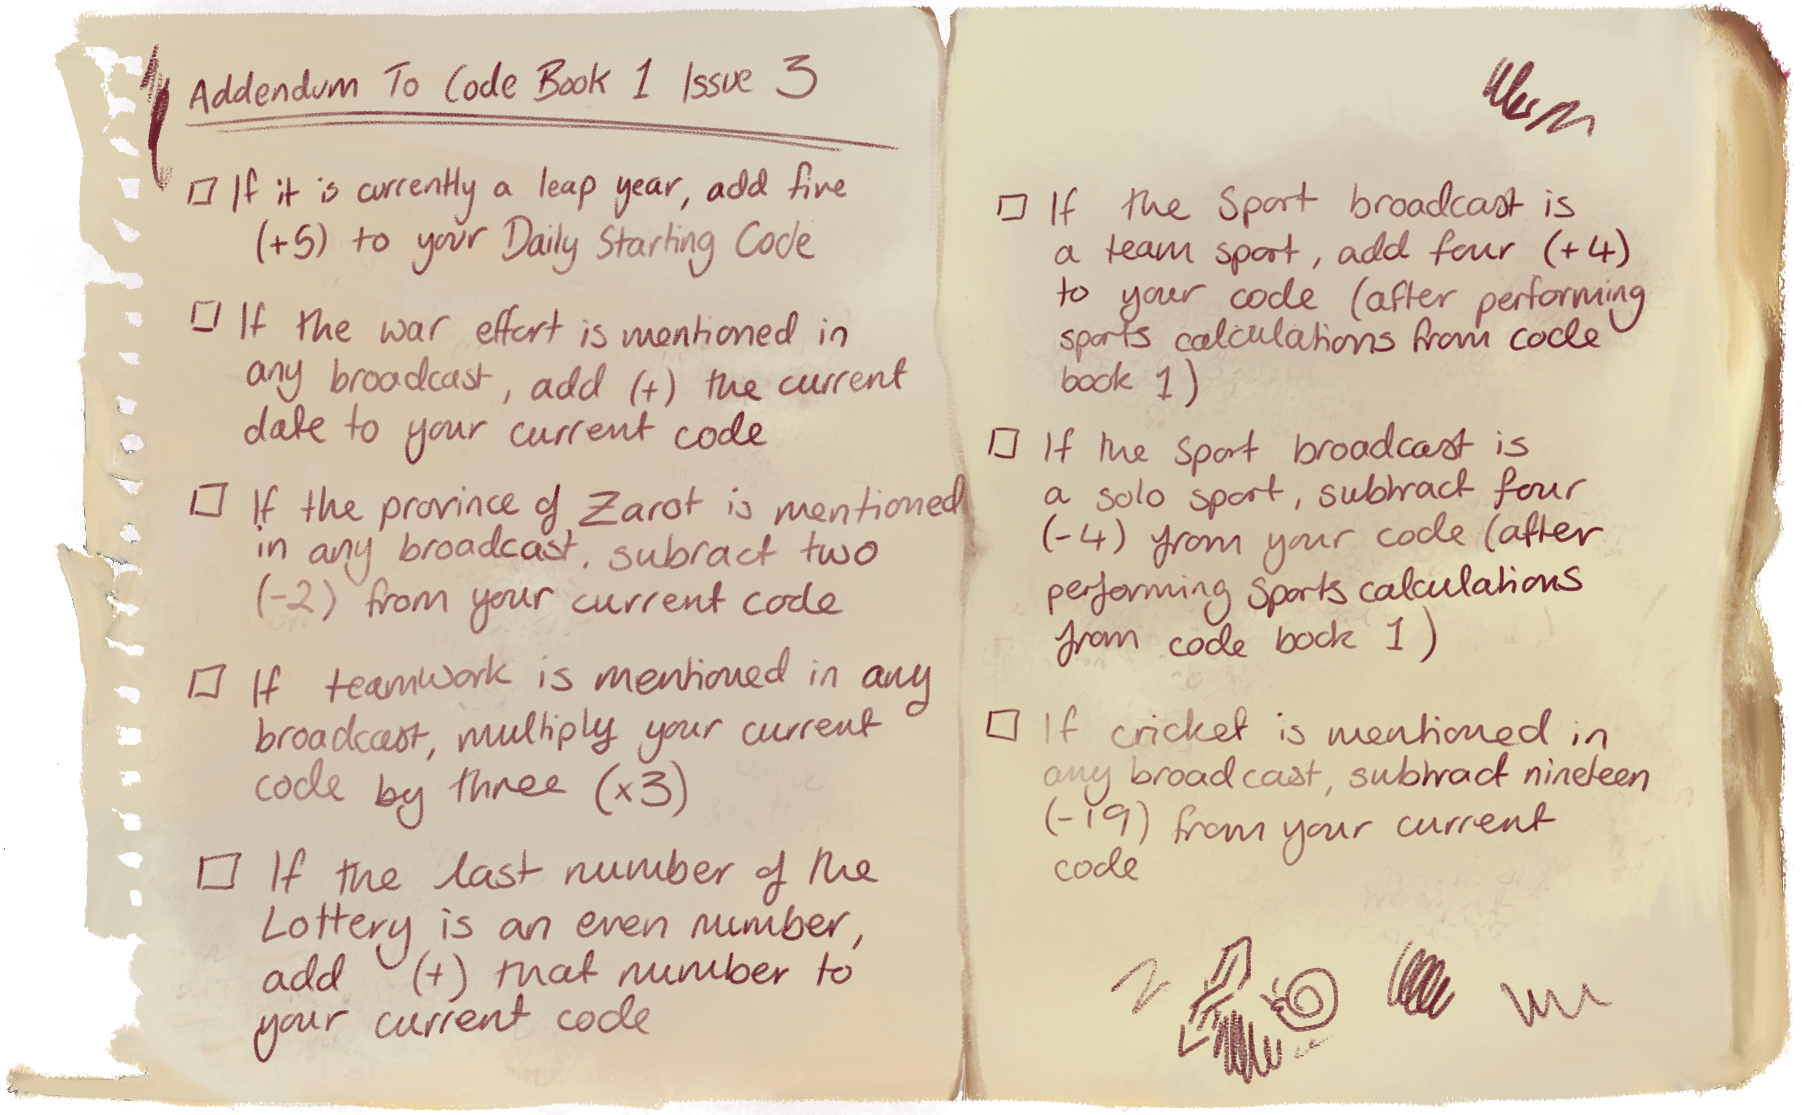 Addendum To Code Book 1 Issue 3
If it is currently a leap year, add five
(+5) to your Daily Starting Code
If the war effort is mentioned in
any broadcast, add (+) the current
date to your current code
If the province of Zarot is mentioned
in any broadcast, subract two
(-2) from your current code
If teamwork is mentioned in any
broadcast, multiply your current
code by three (x3)
If the last number of the
Lottery is an even number,
add (+) that number to
your current code
If the Sport broadcast is
a team sport, add four (+4)
to your code (after performing
sports calculations from code
book 1)
If the Sport broadcast is
a solo sport, subtract four
(-4) from your code (after
performing Sports calculations
from code book 1)
If cricket is mentioned in
any broadcast, subtract nineteen
(-19) from your current
code